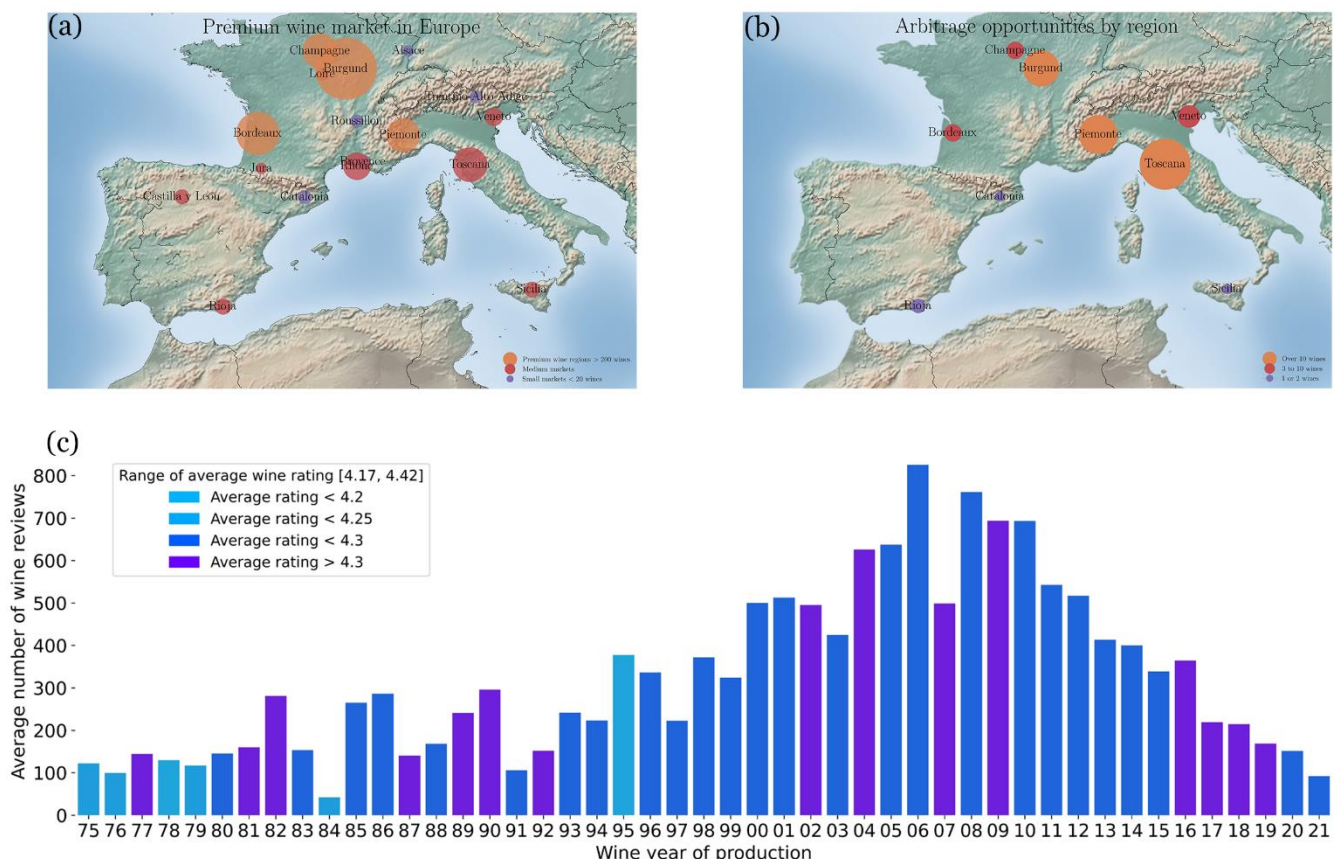 (a)
Premium wine market in Europe
Champagne
Alsace
Burgund
Loire
Trentino-Alto Adige
Roussillon
Veneto
Bordeaux
Piemonte
Provence
Rhone
Jura
Toscana
Castilla y León
Catalonia
Sicilia
Rioja
Premium wine regions > 200 wines
Medium markets
Small markets < 20 wines
(b)
Arbitrage opportunities by region
Champagne
Burgund
Veneto
Bordeaux
Piemonte
Toscana
Catalonia
Sicilia
Rioja
Over 10 wines
3 to 10 wines
1 or 2 wines
(c)
Range of average wine rating [4.17, 4.42]
Average rating < 4.2
Average rating < 4.25
Average rating < 4.3
Average rating > 4.3
Average number of wine reviews
800
700
600
500
400
300
200
100
0
75 76 77 78 79 80 81 82 83 84 85 86 87 88 89 90 91 92 93 94 95 96 97 98 99 00 01 02 03 04 05 06 07 08 09 10 11 12 13 14 15 16 17 18 19 20 21
Wine year of production